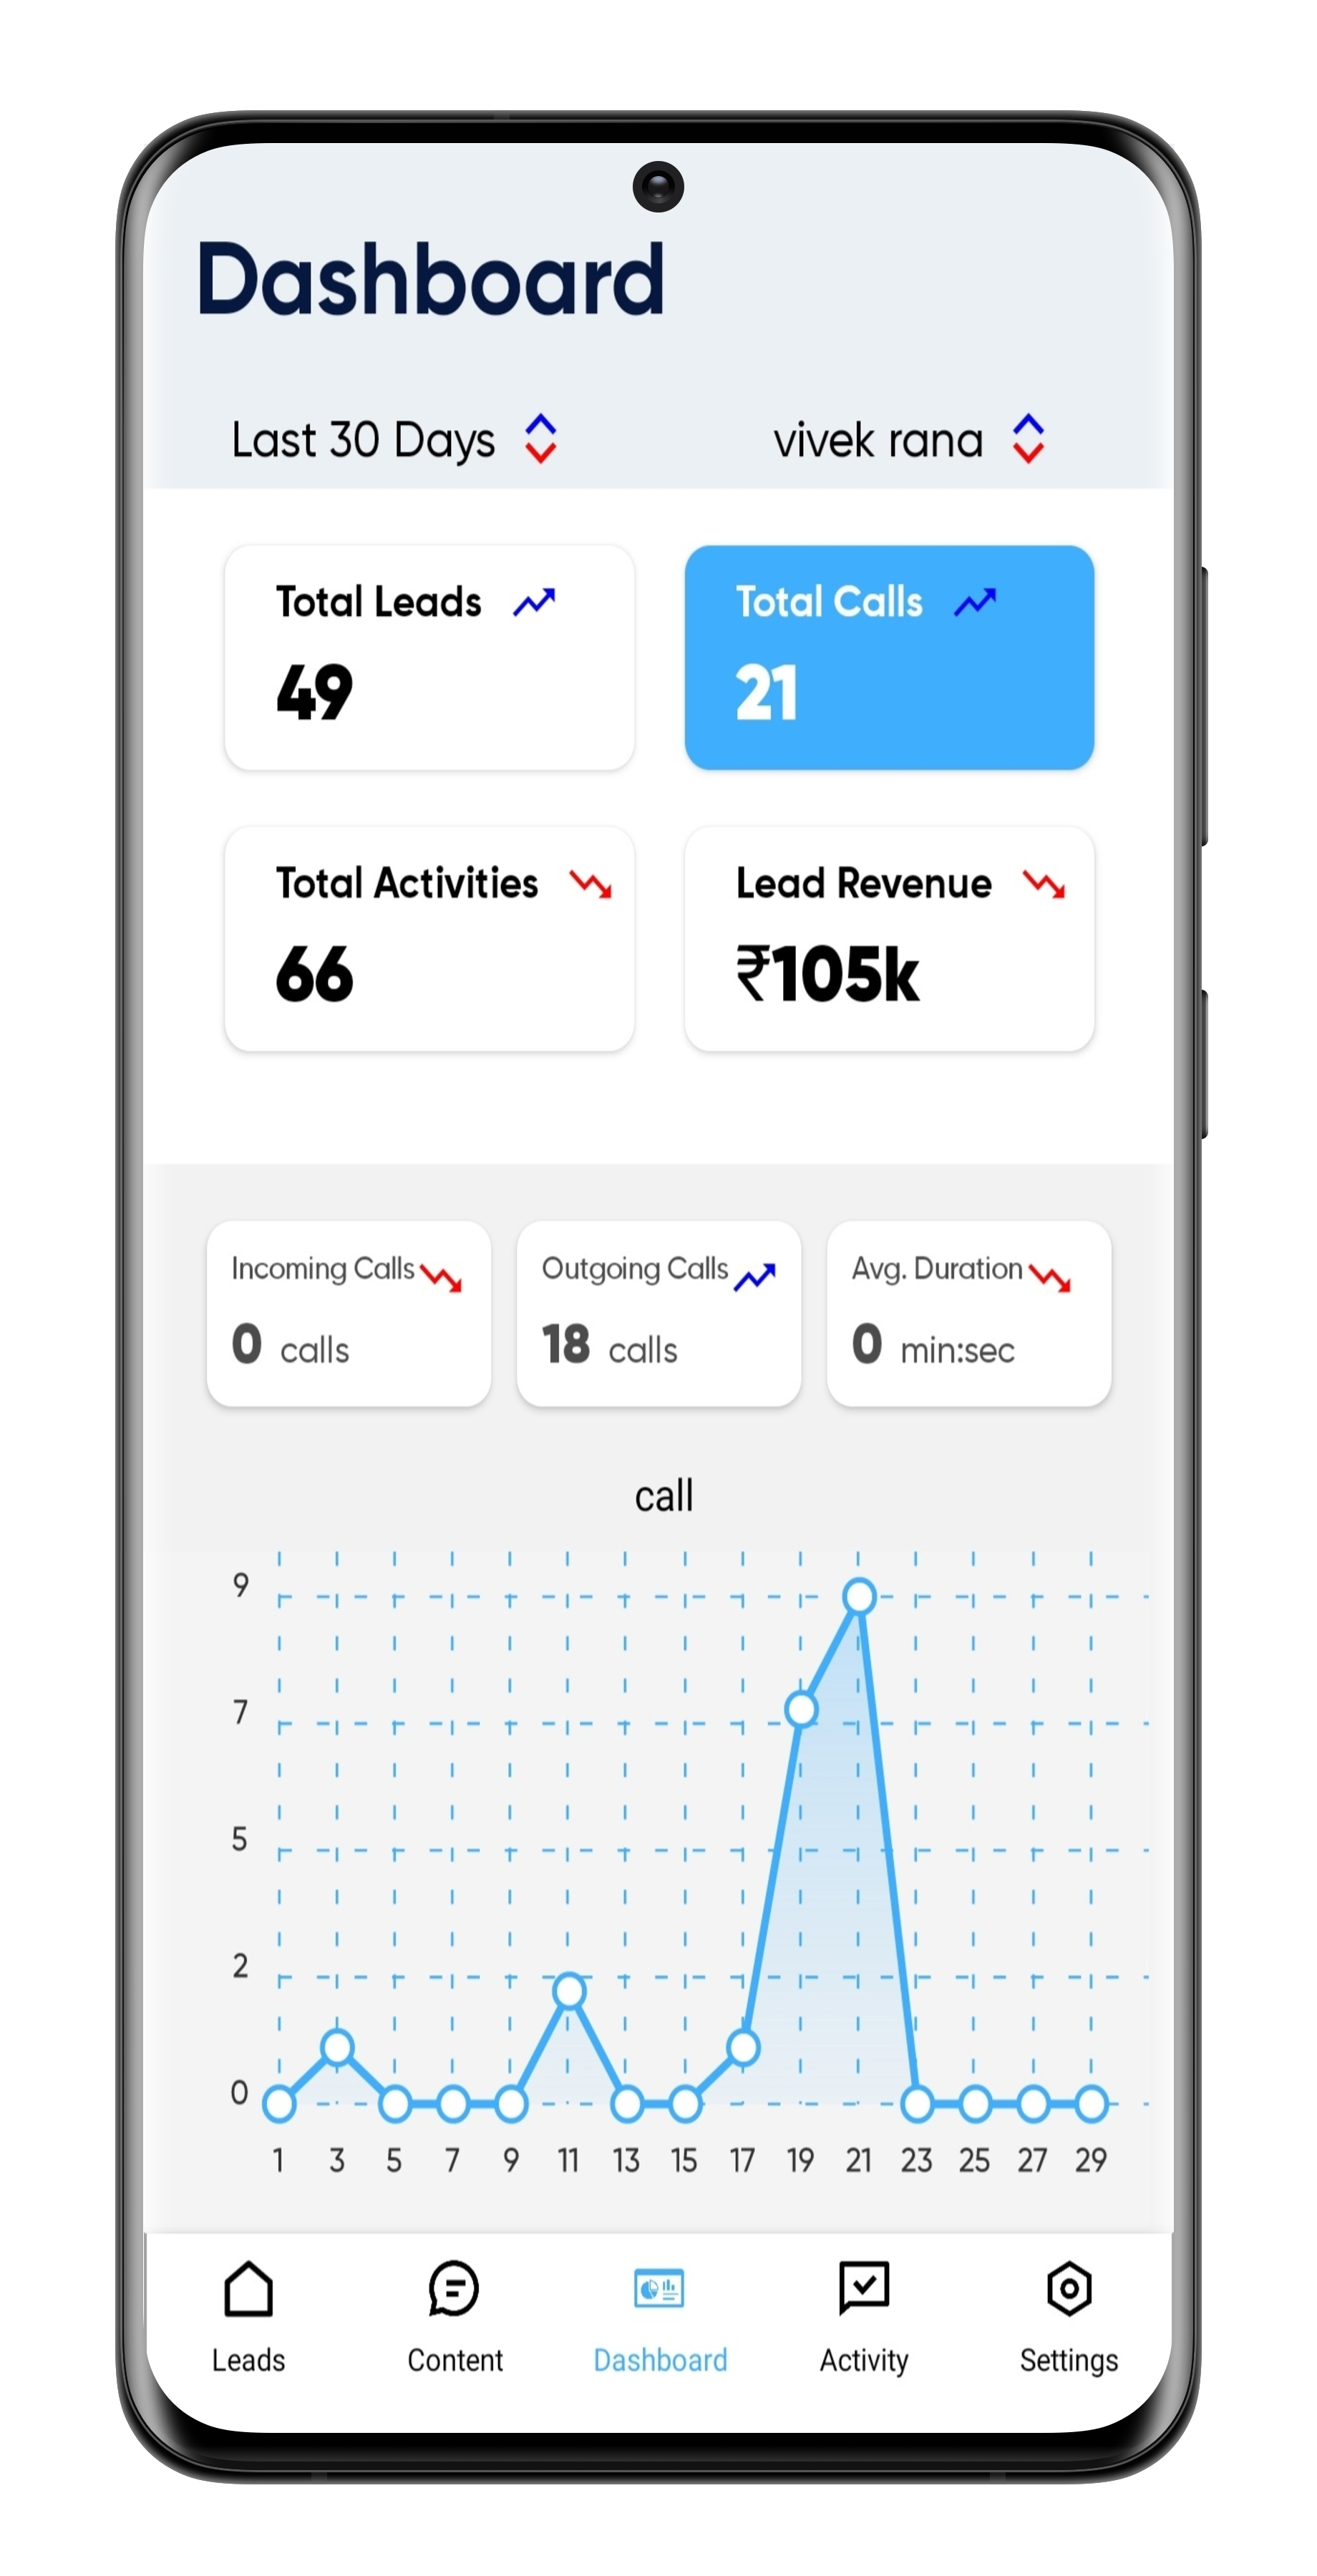 Dashboard
Last 30 Days vivek rana
Total Leads Total Calls
49 21
Total Activities Lead Revenue
66 ₹105k
Incoming Calls Outgoing Calls Avg. Duration
0 calls 18 calls 0 min:sec
call
9
7
5
2
0
1 3 5 7 9 11 13 15 17 19 21 23 25 27 29
Leads Content Dashboard Activity Settings